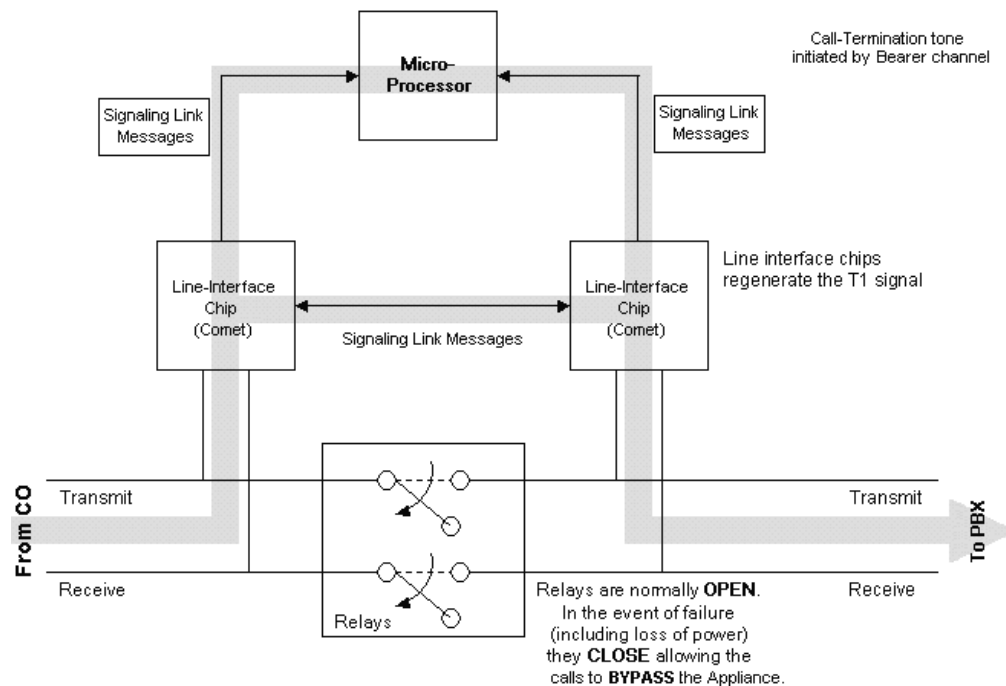 Call-Termination tone
initiated by Bearer channel
Micro-
Processor
Signaling Link
Messages
Signaling Link
Messages
Line-Interface
Chip
(Comet)
Line-Interface
Chip
(Comet)
Line interface chips
regenerate the T1 signal
Signaling Link Messages
From CO
Transmit
Receive
Relays
Transmit
Receive
To PBX
Relays are normally OPEN.
In the event of failure
(including loss of power)
they CLOSE allowing the
calls to BYPASS the Appliance.